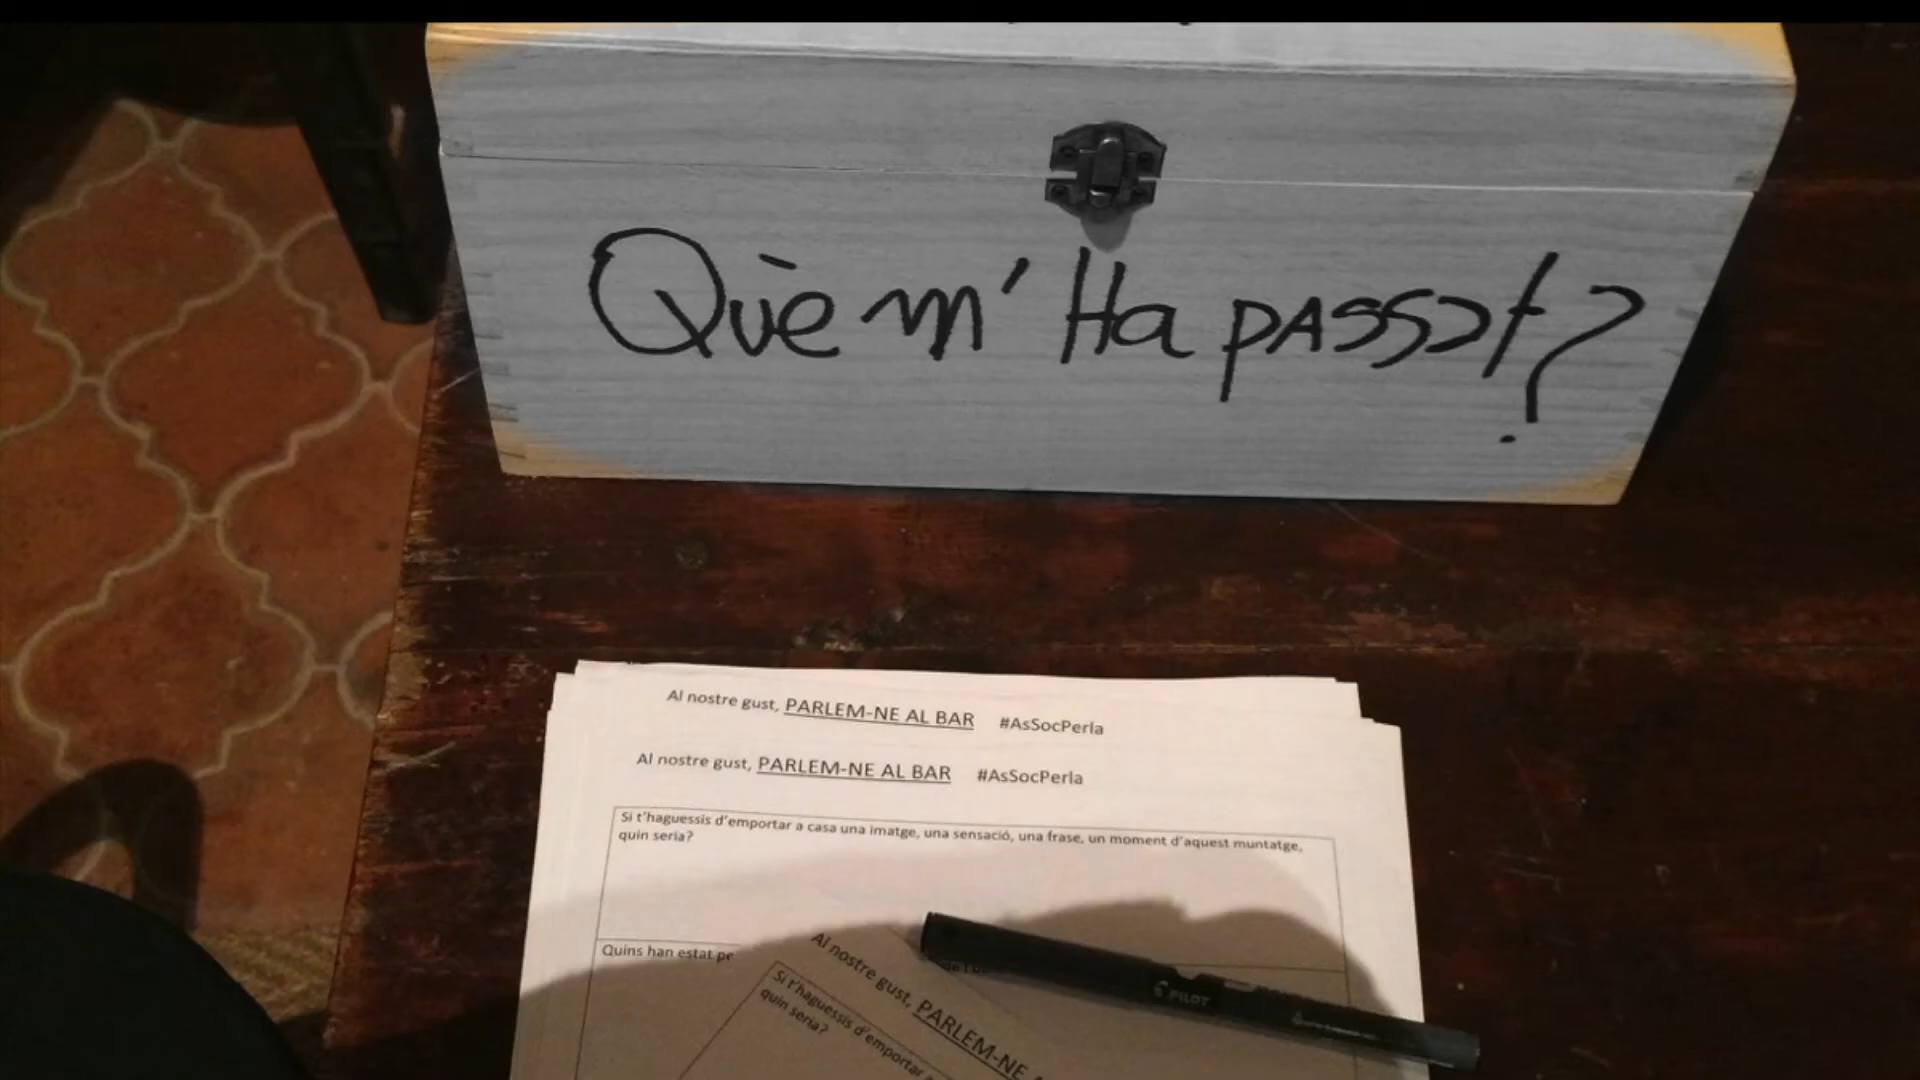 Què m' Ha passat?
Al nostre gust, PARLEM-NE AL BAR #AsSocPerla
Al nostre gust, PARLEM-NE AL BAR #AsSocPerla
Si t'haguessis d'emportar a casa una imatge, una sensació, una frase, un moment d'aquest muntatge,
quin seria?
Quins han estat
Al nostre gust, PARLEM-NE
Si t'haguessis d'emportar
quin seria?
PILOT